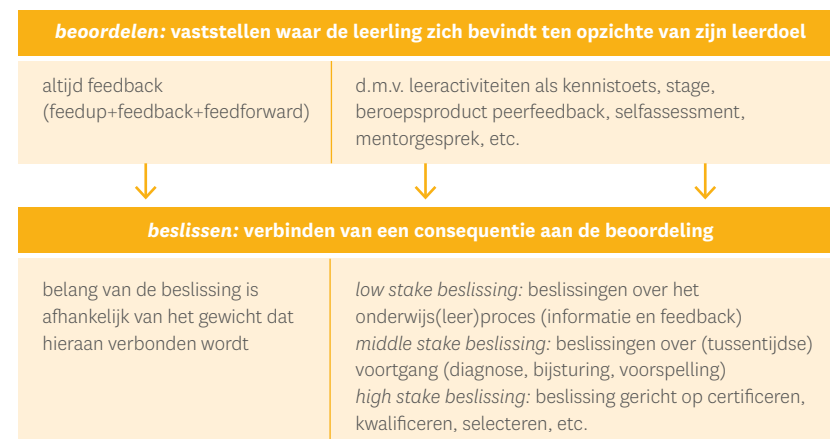 beoordelen: vaststellen waar de leerling zich bevindt ten opzichte van zijn leerdoel
altijd feedback
(feedup+feedback+feedforward)
d.m.v. leeractiviteiten als kennistoets, stage,
beroepsproduct peerfeedback, selfassessment,
mentorgesprek, etc.
beslissen: verbinden van een consequentie aan de beoordeling
belang van de beslissing is
afhankelijk van het gewicht dat
hieraan verbonden wordt
low stake beslissing: beslissingen over het
onderwijs(leer)proces (informatie en feedback)
middle stake beslissing: beslissingen over (tussentijdse)
voortgang (diagnose, bijsturing, voorspelling)
high stake beslissing: beslissing gericht op certificeren,
kwalificeren, selecteren, etc.